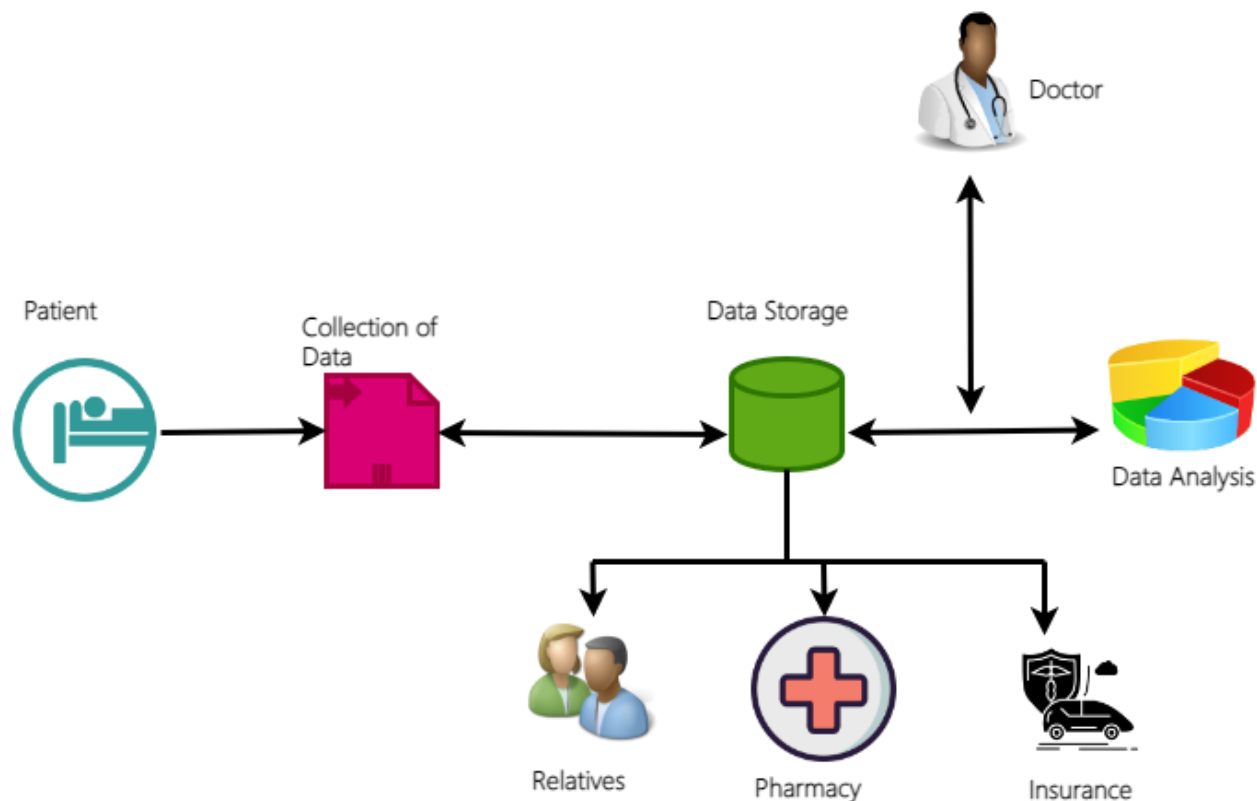 Doctor
Patient
Collection of
Data
Data Storage
Data Analysis
Relatives
Pharmacy
Insurance